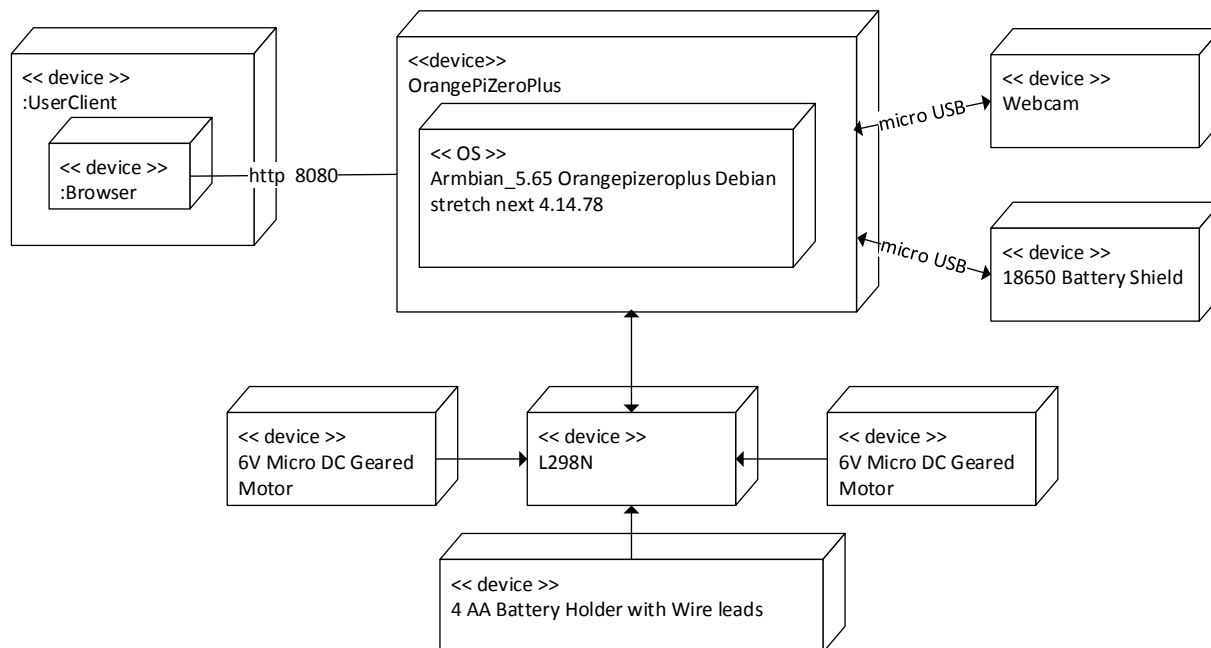 << device >>
:UserClient
<< device >>
:Browser
http  8080
<<device>>
OrangePiZeroPlus
<< OS >>
Armbian_5.65 Orangepizeroplus Debian
stretch next 4.14.78
micro USB
<< device >>
Webcam
micro USB
<< device >>
18650 Battery Shield
<< device >>
6V Micro DC Geared
Motor
<< device >>
L298N
<< device >>
6V Micro DC Geared
Motor
<< device >>
4 AA Battery Holder with Wire leads